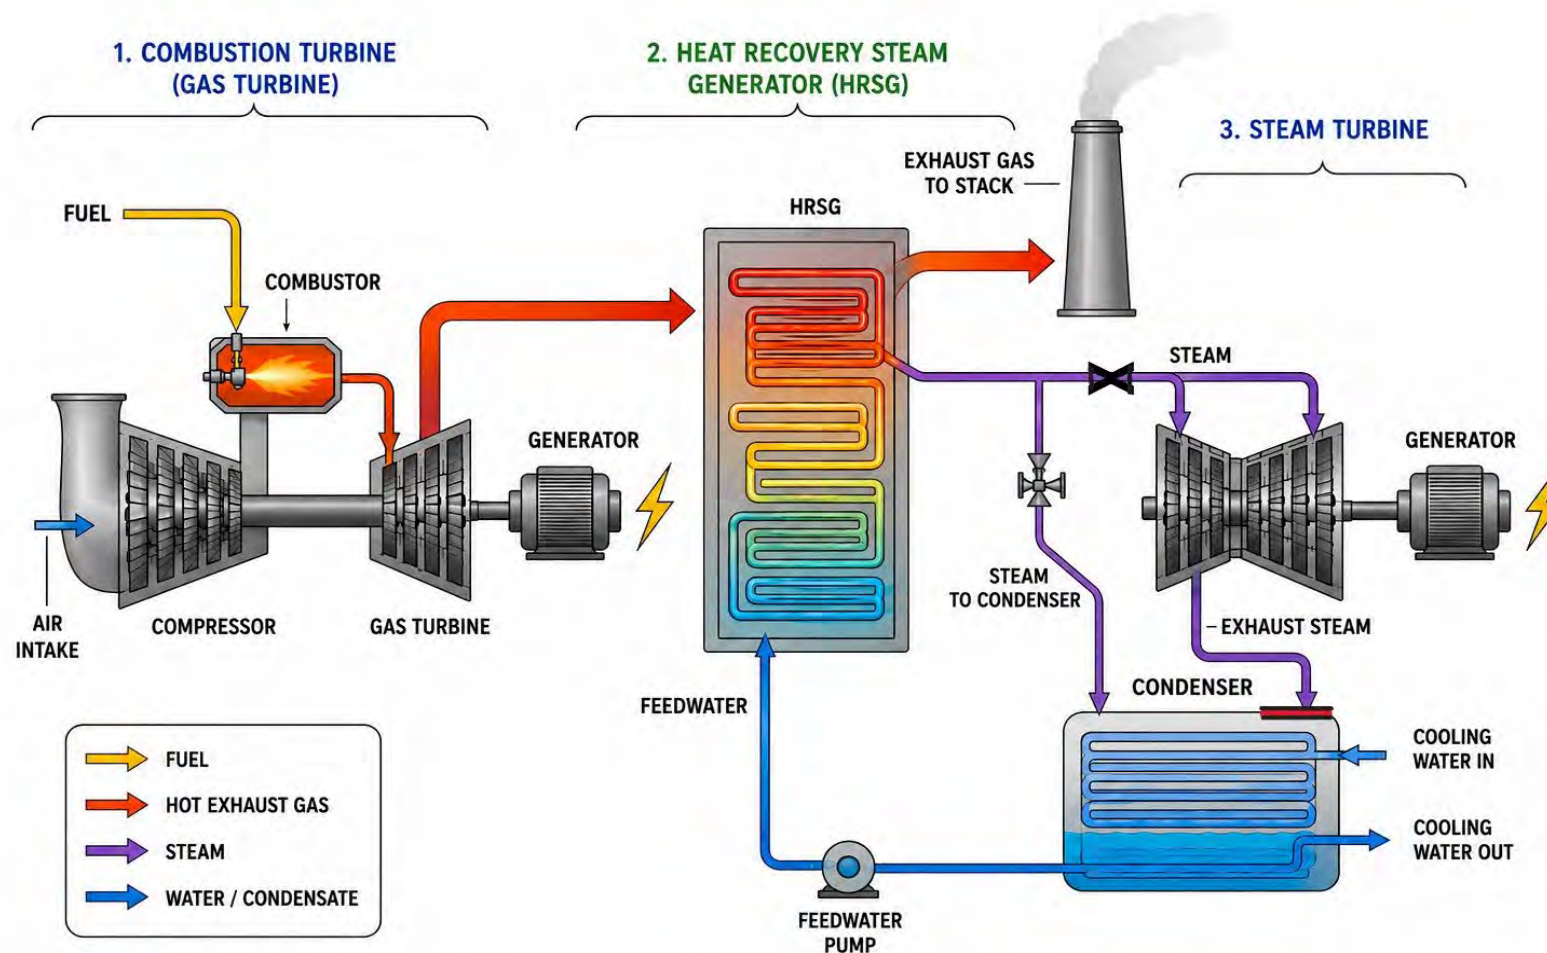 1. COMBUSTION TURBINE
(GAS TURBINE)
2. HEAT RECOVERY STEAM
GENERATOR (HRSG)
3. STEAM TURBINE
EXHAUST GAS
TO STACK
FUEL
HRSG
COMBUSTOR
STEAM
GENERATOR
GENERATOR
AIR
INTAKE
COMPRESSOR
GAS TURBINE
STEAM
TO CONDENSER
EXHAUST STEAM
FEEDWATER
CONDENSER
COOLING
WATER IN
COOLING
WATER OUT
FEEDWATER
PUMP
FUEL
HOT EXHAUST GAS
STEAM
WATER / CONDENSATE